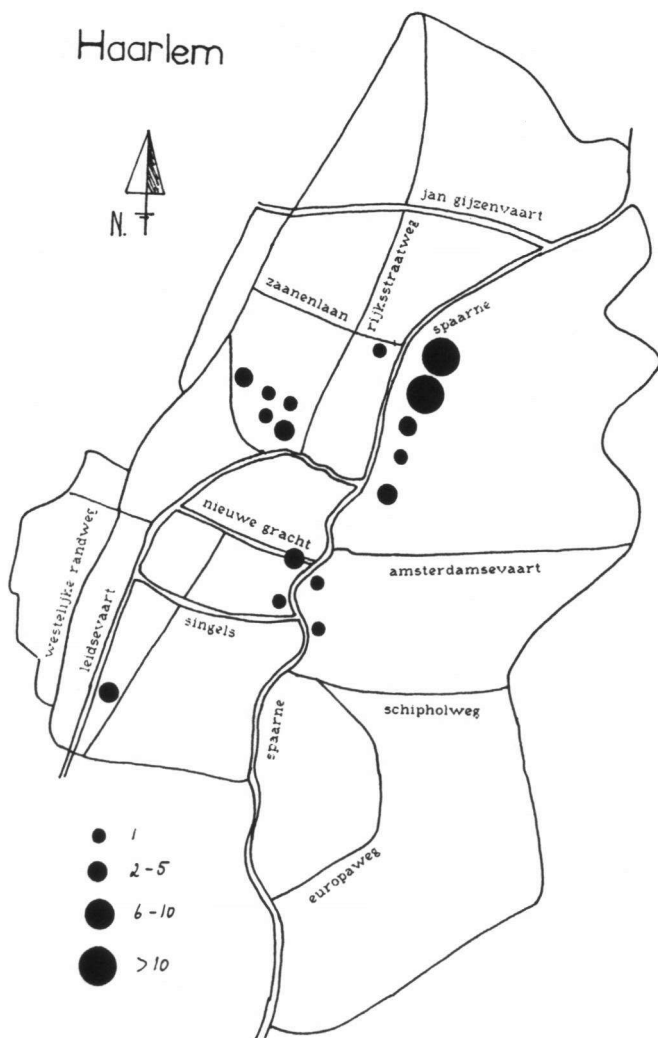 Haarlem
N.
jan gijzenvaart
zaanenlaan
rijksstraatweg
spaarne
nieuwe gracht
amsterdamsevaart
westelijke randweg
leidsevaart
singels
spaarne
schipholweg
europaweg
1
2-5
6-10
>10